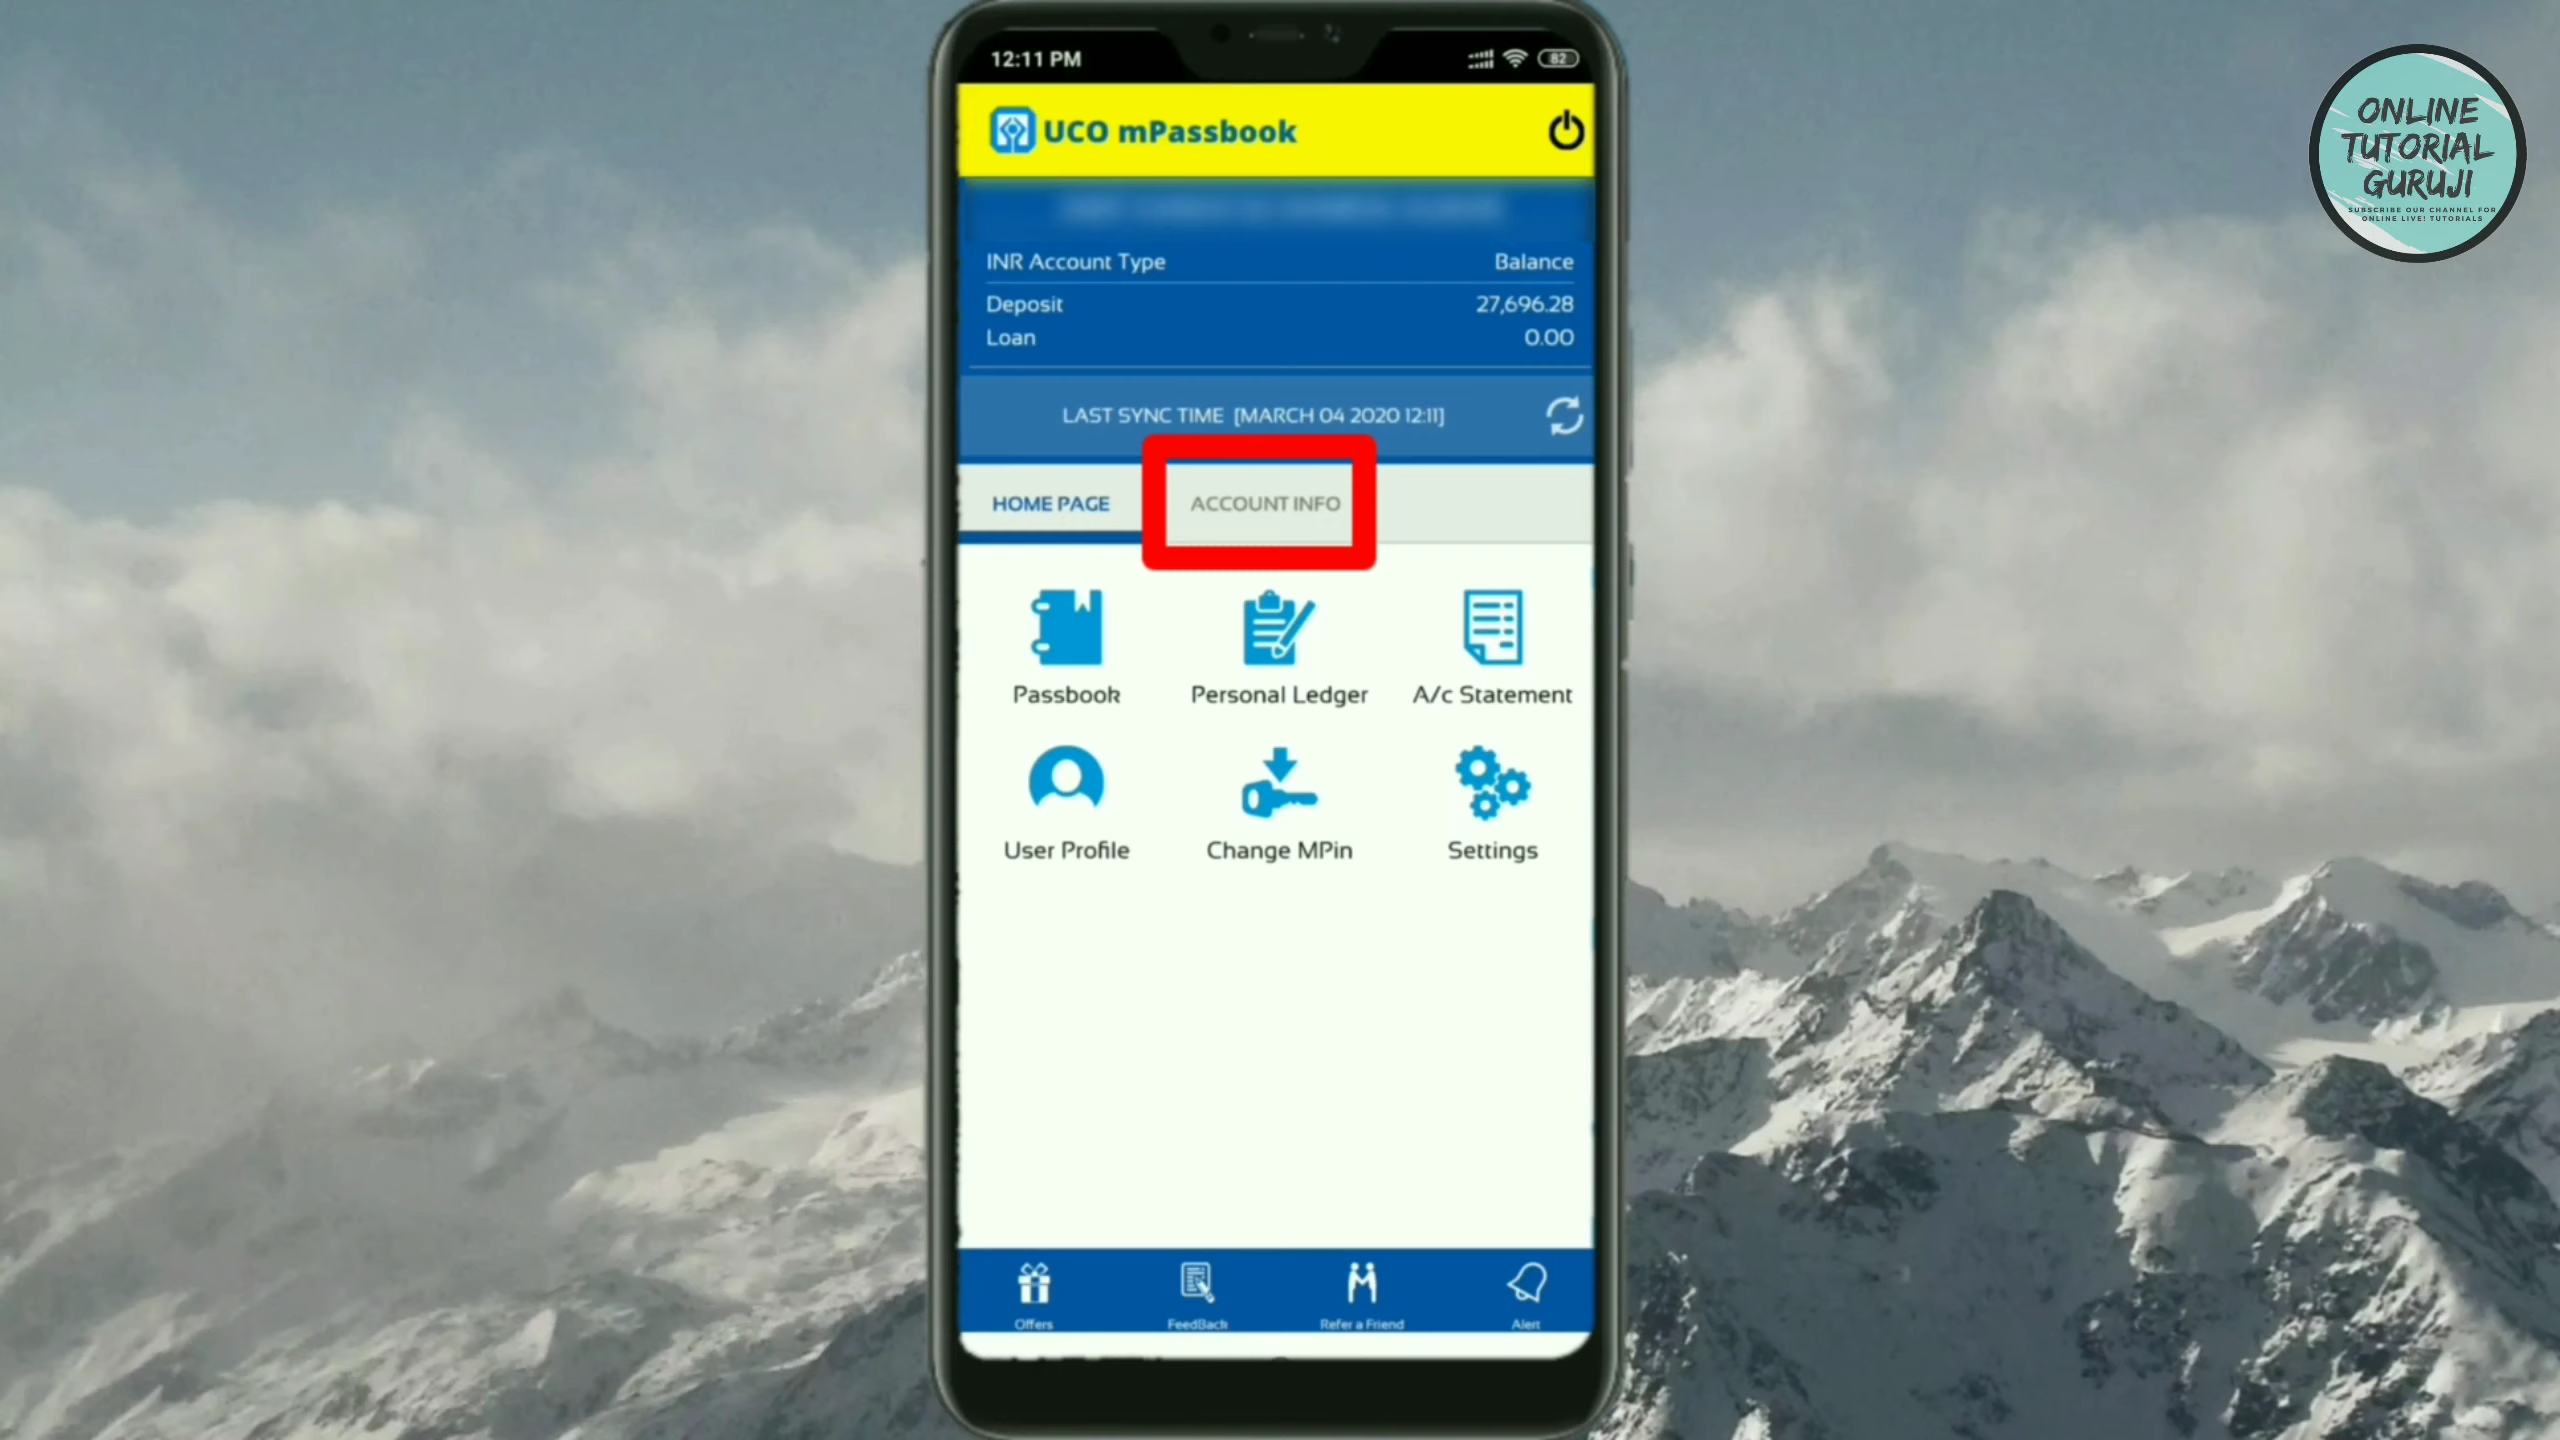 12:11 PM
82
UCO mPassbook
INR Account Type Balance
Deposit 27,696.28
Loan 0.00
LAST SYNC TIME [MARCH 04 2020 12:11]
HOME PAGE ACCOUNT INFO
Passbook Personal Ledger A/c Statement
User Profile Change MPin Settings
Offers FeedBack Refer a Friend Alert
ONLINE
TUTORIAL
GURUJI
SUBSCRIBE OUR CHANNEL FOR
ONLINE LIVE! TUTORIALS